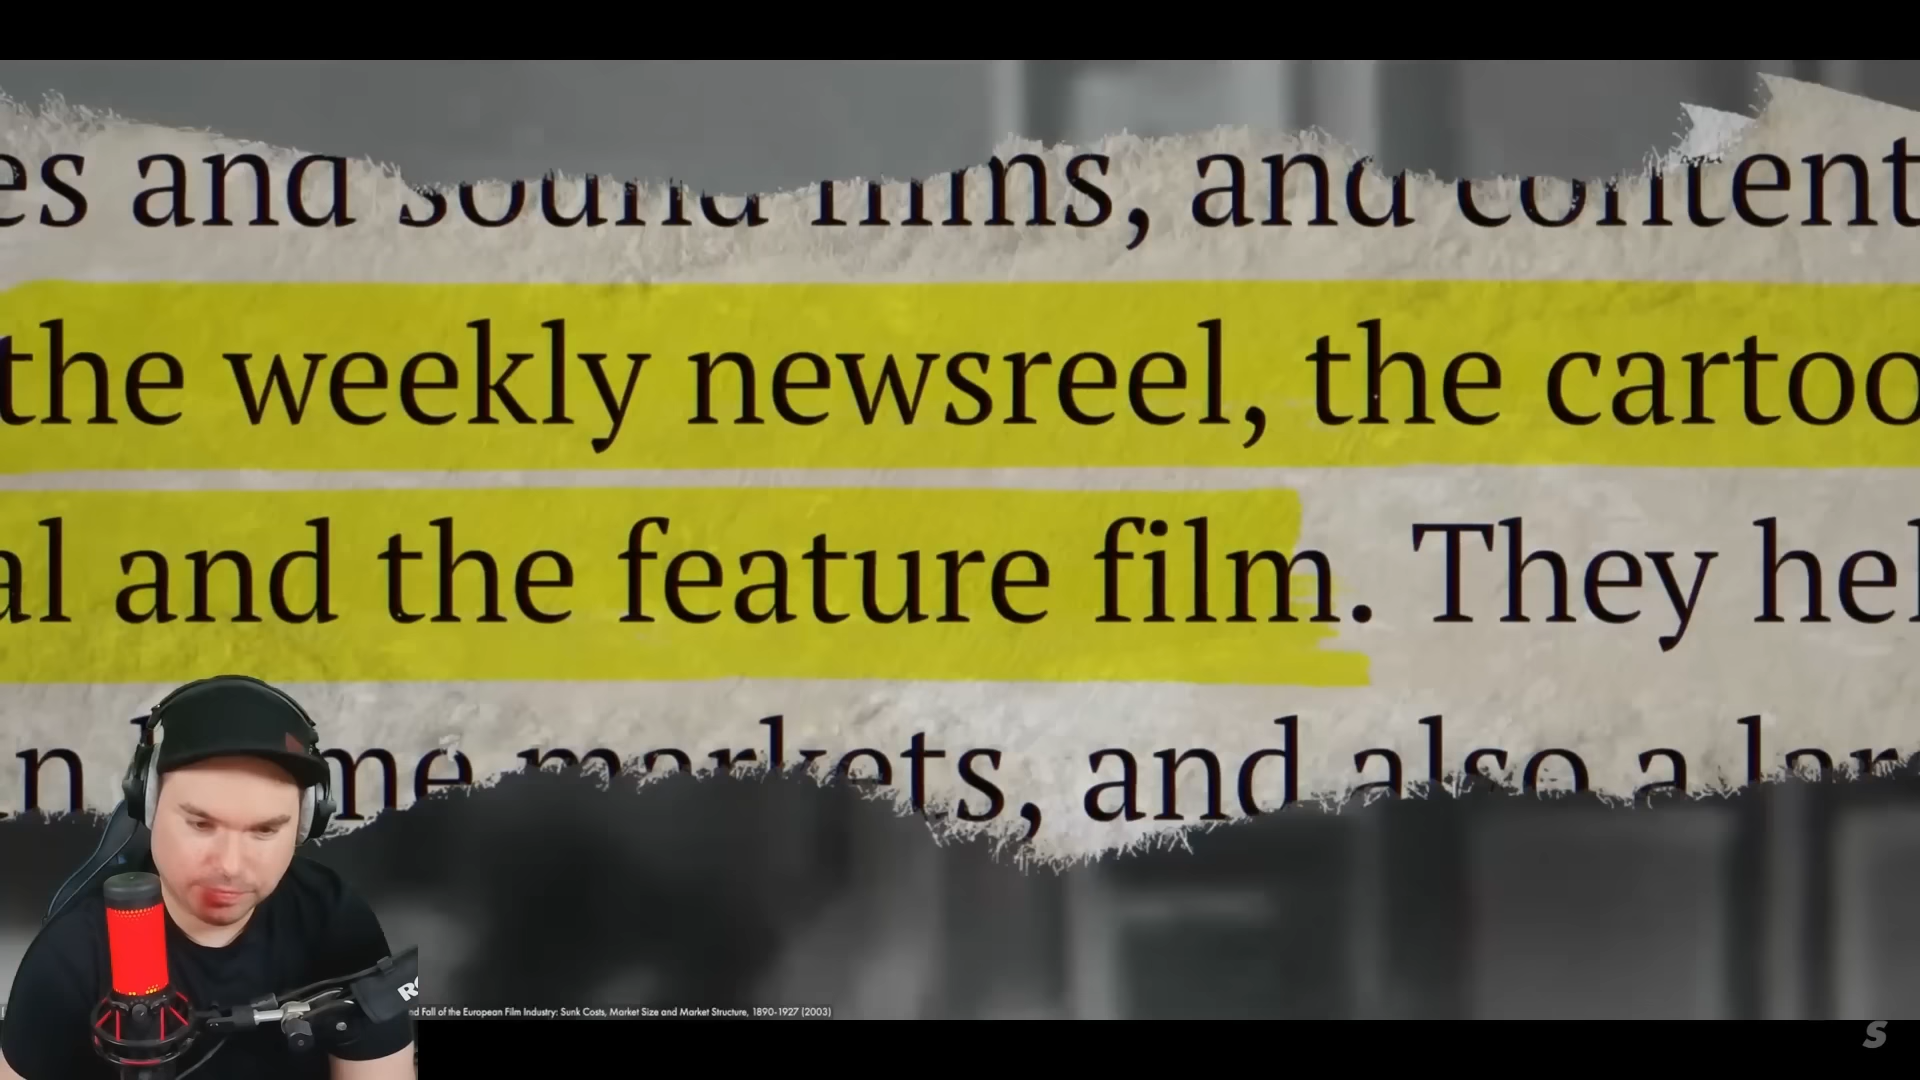 es and sound films, and content
the weekly newsreel, the cartoo
al and the feature film. They hel
me markets, and also a lar
nd Fall of the European Film Industry: Sunk Costs, Market Size and Market Structure, 1890-1927 (2003)
S